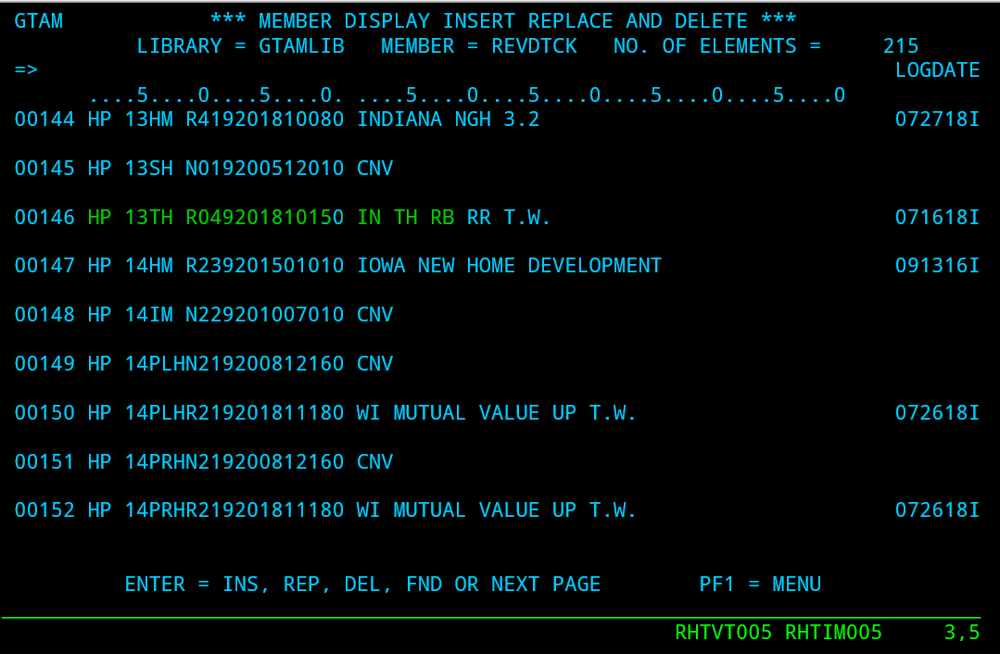 GTAM *** MEMBER DISPLAY INSERT REPLACE AND DELETE ***
LIBRARY = GTAMLIB MEMBER = REVDTCK NO. OF ELEMENTS = 215
=> LOGDATE
....5....0....5....0. ....5....0....5....0....5....0....5....0
00144 HP 13HM R419201810080 INDIANA NGH 3.2 072718I
00145 HP 13SH N019200512010 CNV
00146 HP 13TH R049201810150 IN TH RB RR T.W. 071618I
00147 HP 14HM R239201501010 IOWA NEW HOME DEVELOPMENT 091316I
00148 HP 14IM N229201007010 CNV
00149 HP 14PLHN219200812160 CNV
00150 HP 14PLHR219201811180 WI MUTUAL VALUE UP T.W. 072618I
00151 HP 14PRHN219200812160 CNV
00152 HP 14PRHR219201811180 WI MUTUAL VALUE UP T.W. 072618I
ENTER = INS, REP, DEL, FND OR NEXT PAGE PF1 = MENU
RHTVT005 RHTIM005 3,5